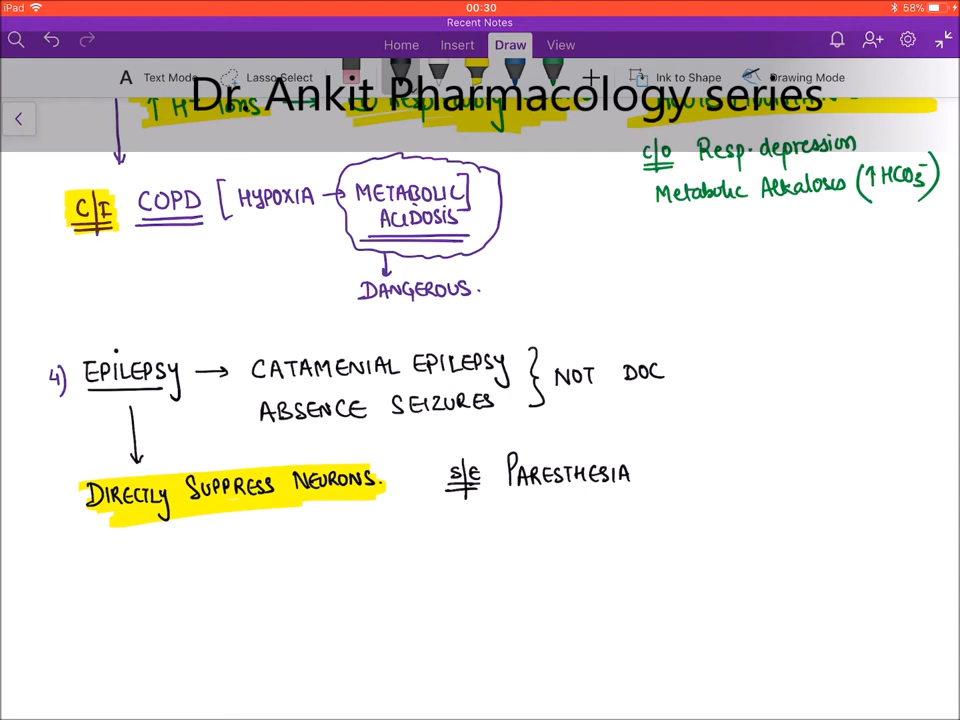 iPad 00:30 58%
Recent Notes
Home Insert Draw View
A Text Mode Lasso Select Ink to Shape Drawing Mode
Dr. Ankit Pharmacology series
↑ H⁺ Ions →
C/O Resp. depression
Metabolic Alkalosis (↑HCO3⁻)
C/I COPD [HYPOXIA → METABOLIC]
ACIDOSIS
DANGEROUS.
4) EPILEPSY → CATAMENIAL EPILEPSY } NOT DOC
ABSENCE SEIZURES
DIRECTLY SUPPRESS NEURONS.
S/E PARESTHESIA